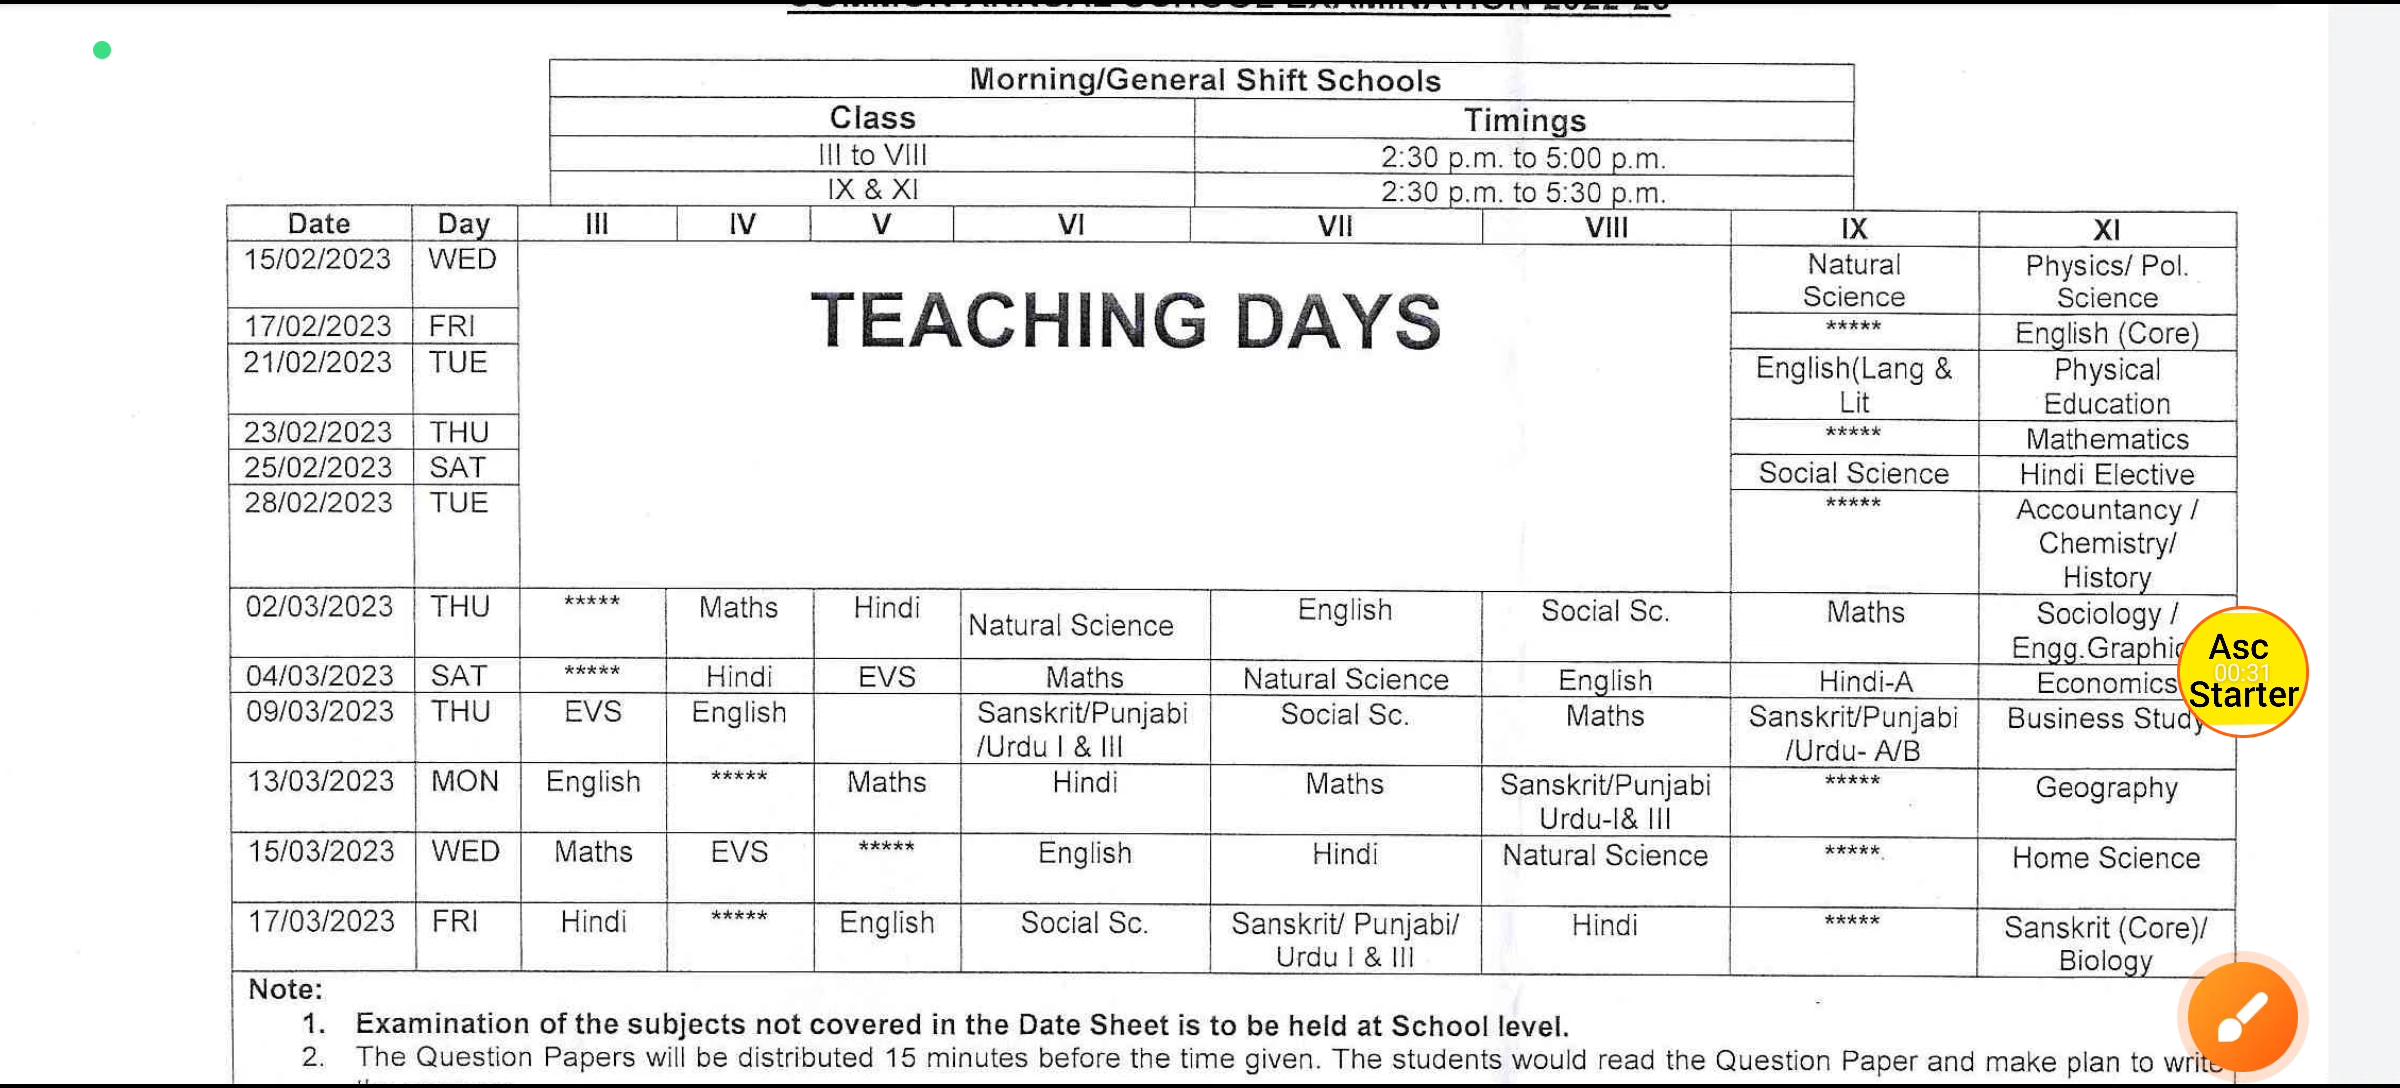 COMMON ANNUAL SCHOOL EXAMINATION 2022-23
Morning/General Shift Schools
Class Timings
III to VIII 2:30 p.m. to 5:00 p.m.
IX & XI 2:30 p.m. to 5:30 p.m.
Date Day III IV V VI VII VIII IX XI
15/02/2023 WED Natural Physics/ Pol.
Science Science
TEACHING DAYS
17/02/2023 FRI ***** English (Core)
21/02/2023 TUE English(Lang & Physical
Lit Education
23/02/2023 THU ***** Mathematics
25/02/2023 SAT Social Science Hindi Elective
28/02/2023 TUE ***** Accountancy /
Chemistry/
History
02/03/2023 THU ***** Maths Hindi Natural Science English Social Sc. Maths Sociology /
Engg.Graphic
04/03/2023 SAT ***** Hindi EVS Maths Natural Science English Hindi-A Economics
09/03/2023 THU EVS English Sanskrit/Punjabi Social Sc. Maths Sanskrit/Punjabi Business Study
/Urdu I & III /Urdu- A/B
13/03/2023 MON English ***** Maths Hindi Maths Sanskrit/Punjabi ***** Geography
Urdu-I& III
15/03/2023 WED Maths EVS ***** English Hindi Natural Science ***** Home Science
17/03/2023 FRI Hindi ***** English Social Sc. Sanskrit/ Punjabi/ Hindi ***** Sanskrit (Core)/
Urdu I & III Biology
Asc
00:31
Starter
Note:
1. Examination of the subjects not covered in the Date Sheet is to be held at School level.
2. The Question Papers will be distributed 15 minutes before the time given. The students would read the Question Paper and make plan to write